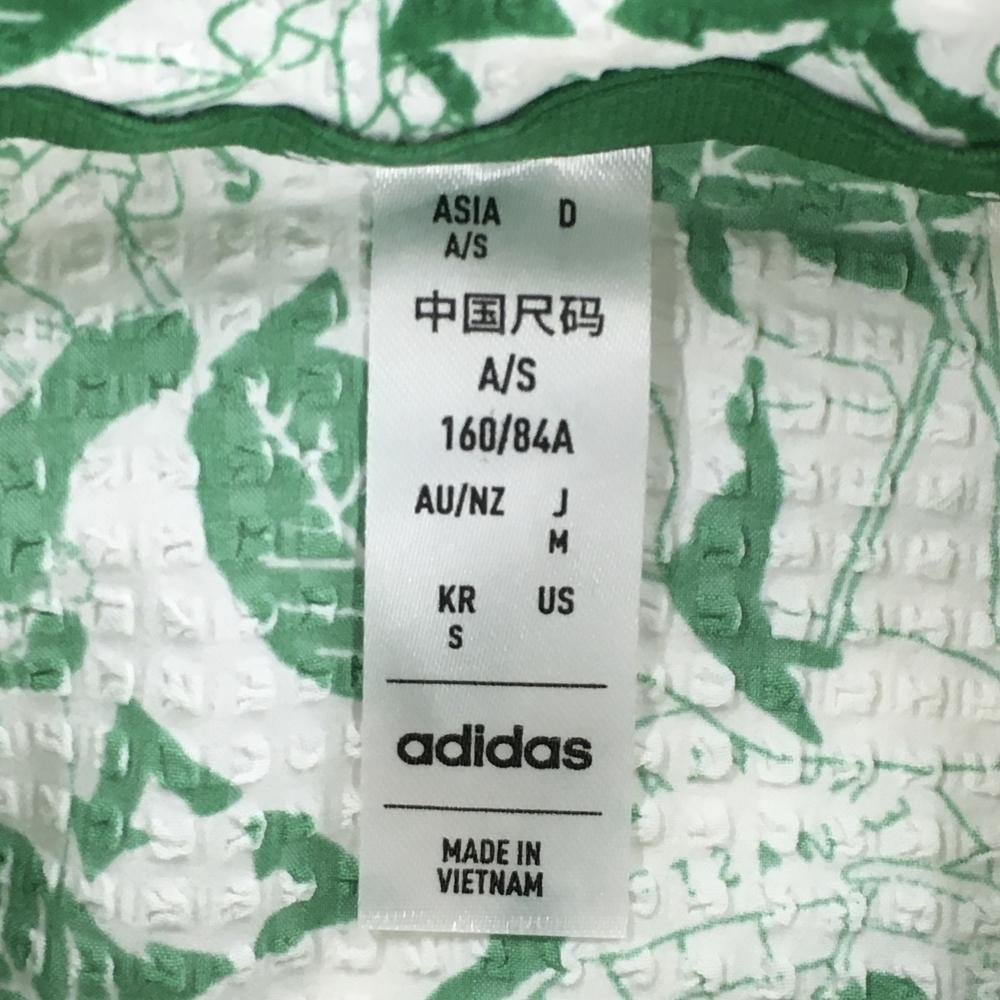 ASIA D
A/S
中国尺码
A/S
160/84A
AU/NZ J
M
KR US
S
adidas
MADE IN
VIETNAM